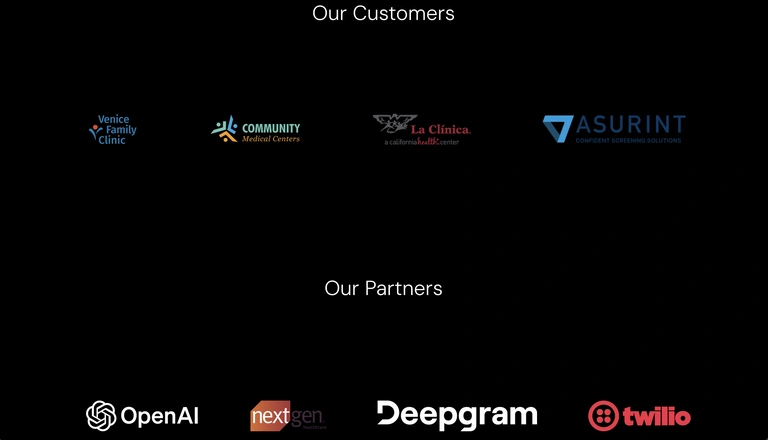 Our Customers
Venice
Family
Clinic
COMMUNITY
Medical Centers
La Clínica.
a california health center
ASURINT
CONFIDENT SCREENING SOLUTIONS
Our Partners
OpenAI
nextgen
healthcare
Deepgram
twilio